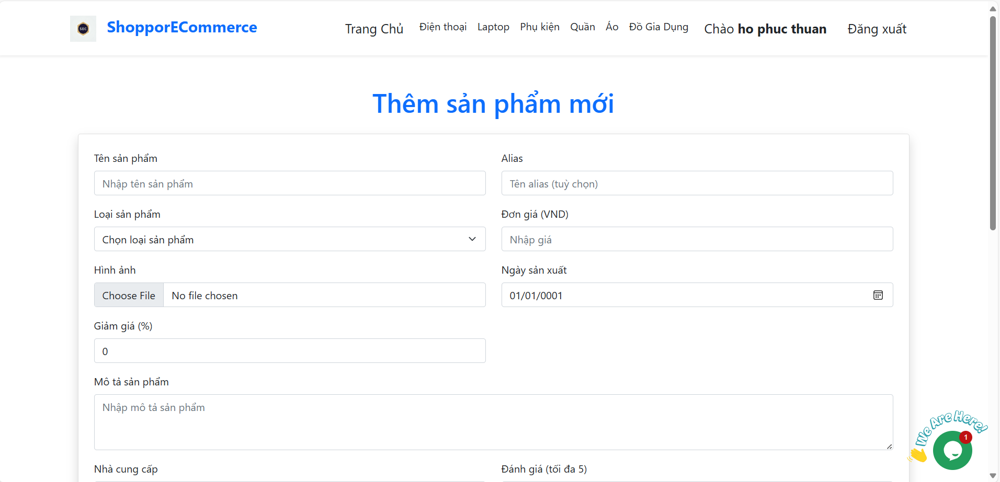 SEC
ShopporECommerce
Trang Chủ
Điện thoại
Laptop
Phụ kiện
Quần
Áo
Đồ Gia Dụng
Chào ho phuc thuan
Đăng xuất
Thêm sản phẩm mới
Tên sản phẩm
Alias
Nhập tên sản phẩm
Tên alias (tuỳ chọn)
Loại sản phẩm
Đơn giá (VND)
Chọn loại sản phẩm
Nhập giá
Hình ảnh
Ngày sản xuất
Choose File
No file chosen
01/01/0001
Giảm giá (%)
0
Mô tả sản phẩm
Nhập mô tả sản phẩm
We Are Here!
1
Nhà cung cấp
Đánh giá (tối đa 5)